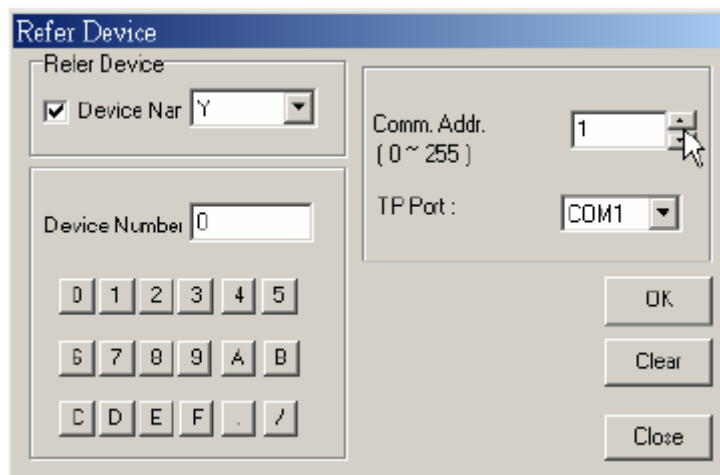 Refer Device
Refer Device
Device Nar Y
Device Number 0
0 1 2 3 4 5
6 7 8 9 A B
C D E F . /
Comm. Addr. 1
( 0 ~ 255 )
TP Port : COM1
OK
Clear
Close